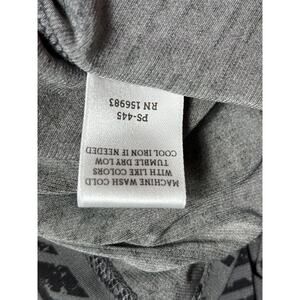 MACHINE WASH COLD
WITH LIKE COLORS
TUMBLE DRY LOW
COOL IRON IF NEEDED
PS-445
RN 156983